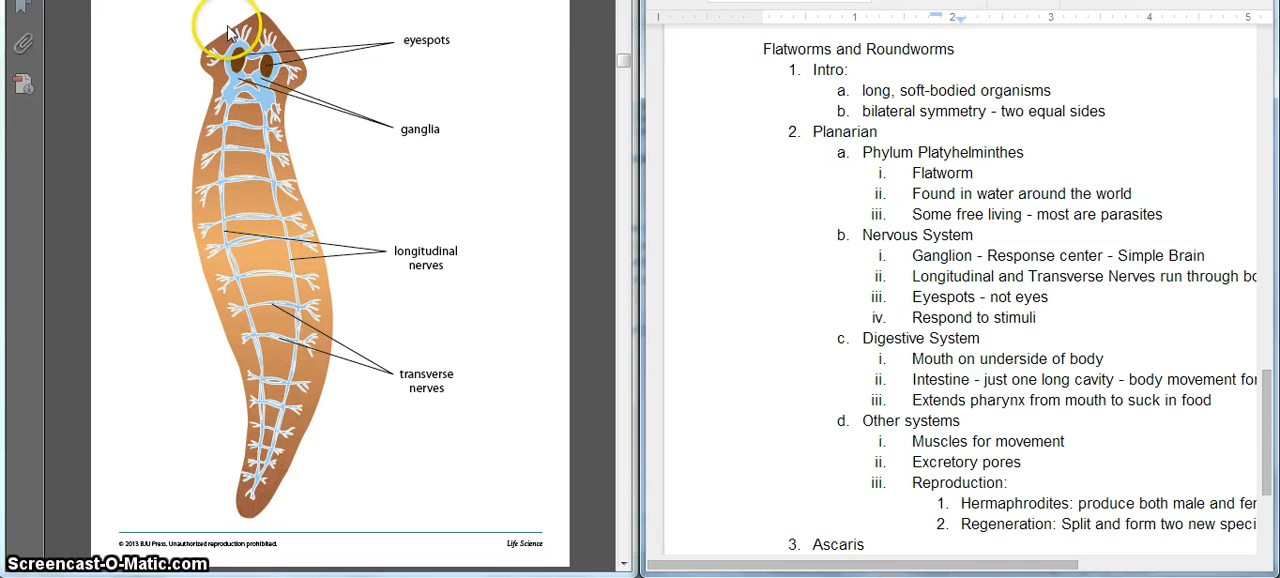 eyespots
ganglia
longitudinal
nerves
transverse
nerves
© 2013 BJU Press. Unauthorized reproduction prohibited.
Life Science
Screencast-O-Matic.com
1 2 3 4 5
Flatworms and Roundworms
1. Intro:
a. long, soft-bodied organisms
b. bilateral symmetry - two equal sides
2. Planarian
a. Phylum Platyhelminthes
i. Flatworm
ii. Found in water around the world
iii. Some free living - most are parasites
b. Nervous System
i. Ganglion - Response center - Simple Brain
ii. Longitudinal and Transverse Nerves run through
iii. Eyespots - not eyes
iv. Respond to stimuli
c. Digestive System
i. Mouth on underside of body
ii. Intestine - just one long cavity - body movement
iii. Extends pharynx from mouth to suck in food
d. Other systems
i. Muscles for movement
ii. Excretory pores
iii. Reproduction:
1. Hermaphrodites: produce both male and
2. Regeneration: Split and form two new
3. Ascaris